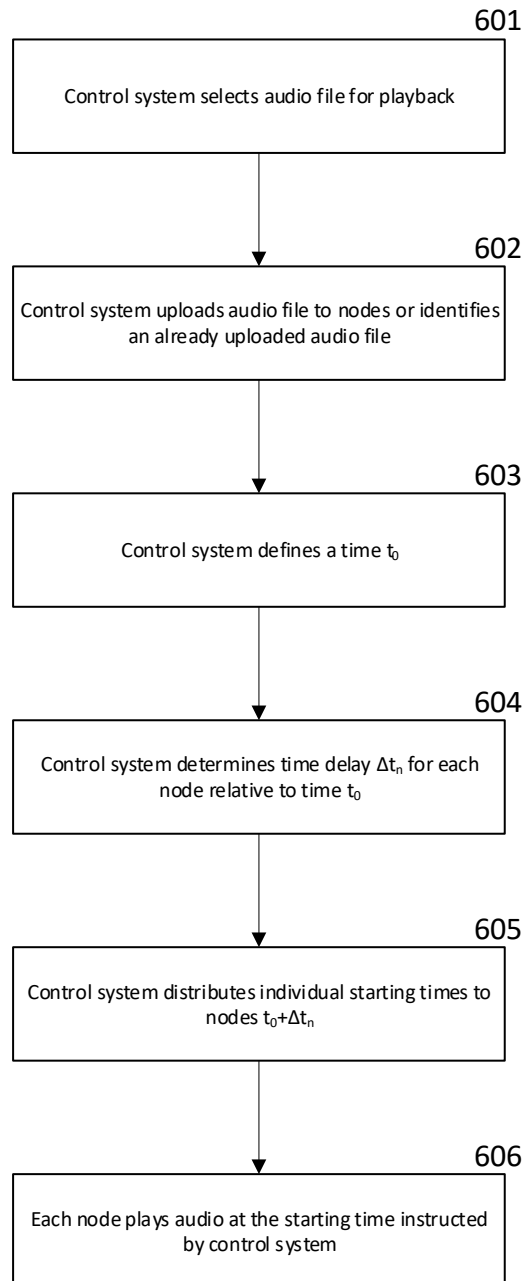 601
Control system selects audio file for playback
602
Control system uploads audio file to nodes or identifies
an already uploaded audio file
603
Control system defines a time t₀
604
Control system determines time delay Δtₙ for each
node relative to time t₀
605
Control system distributes individual starting times to
nodes t₀+Δtₙ
606
Each node plays audio at the starting time instructed
by control system